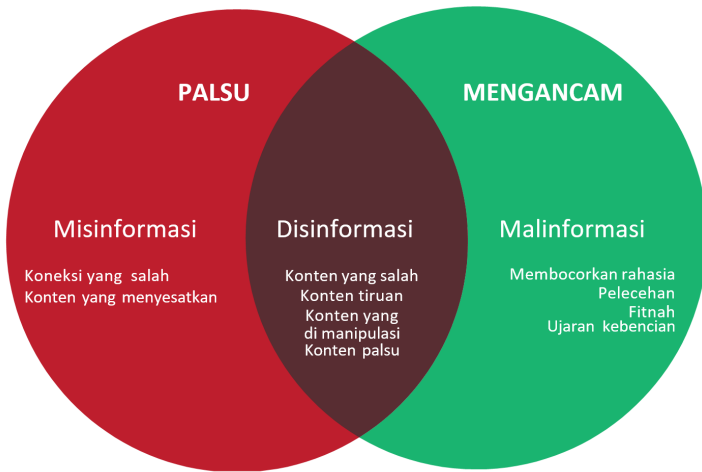 PALSU
MENGANCAM
Misinformasi
Koneksi yang salah
Konten yang menyesatkan
Disinformasi
Konten yang salah
Konten tiruan
Konten yang
di manipulasi
Konten palsu
Malinformasi
Membocorkan rahasia
Pelecehan
Fitnah
Ujaran kebencian